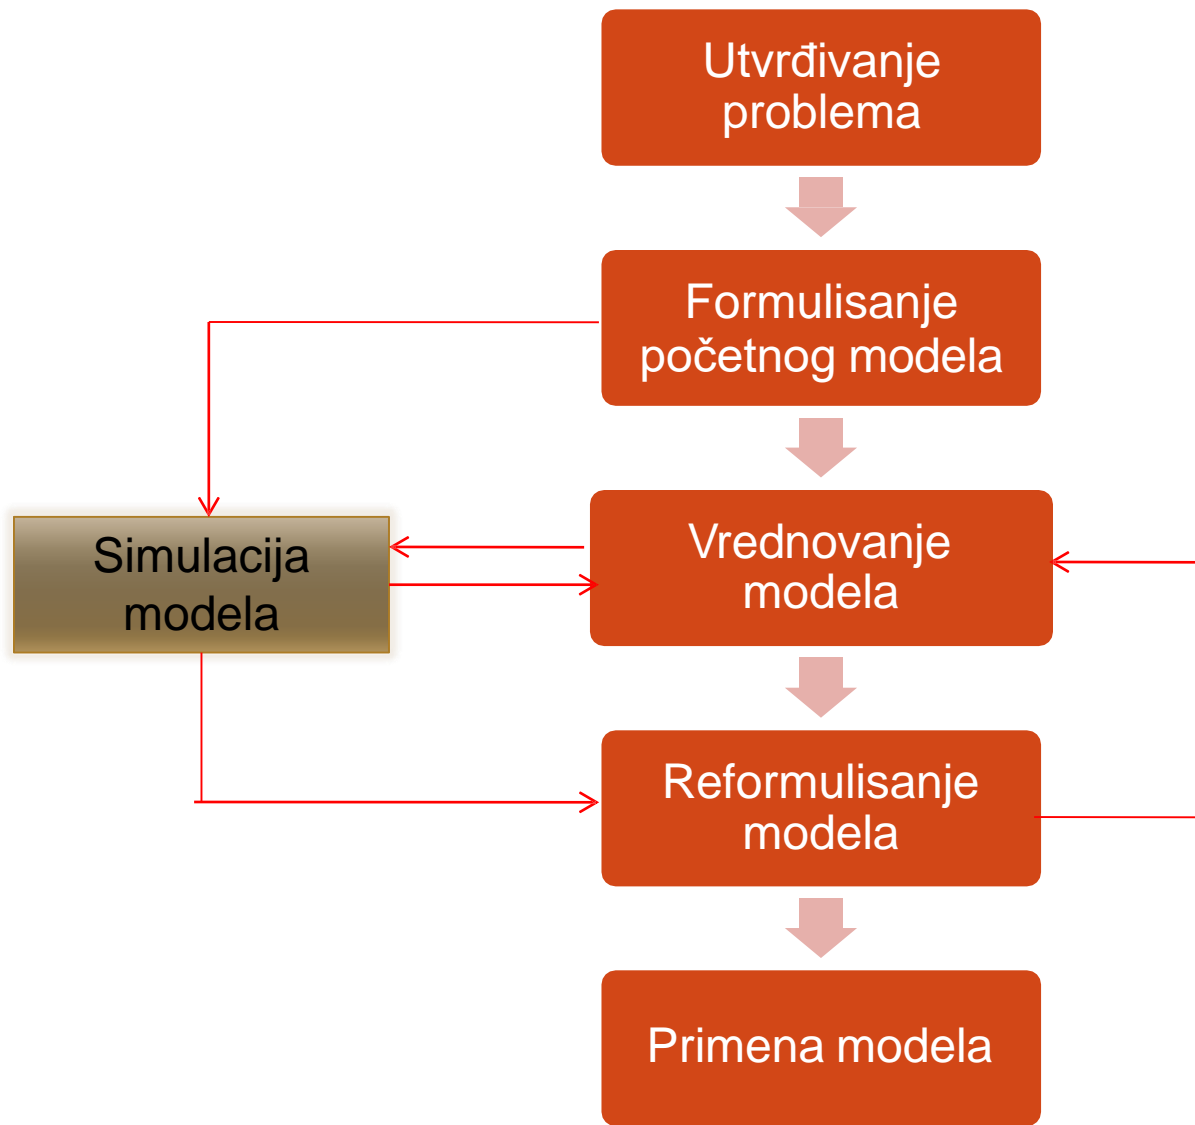 Utvrđivanje
problema
Formulisanje
početnog modela
Simulacija
modela
Vrednovanje
modela
Reformulisanje
modela
Primena modela